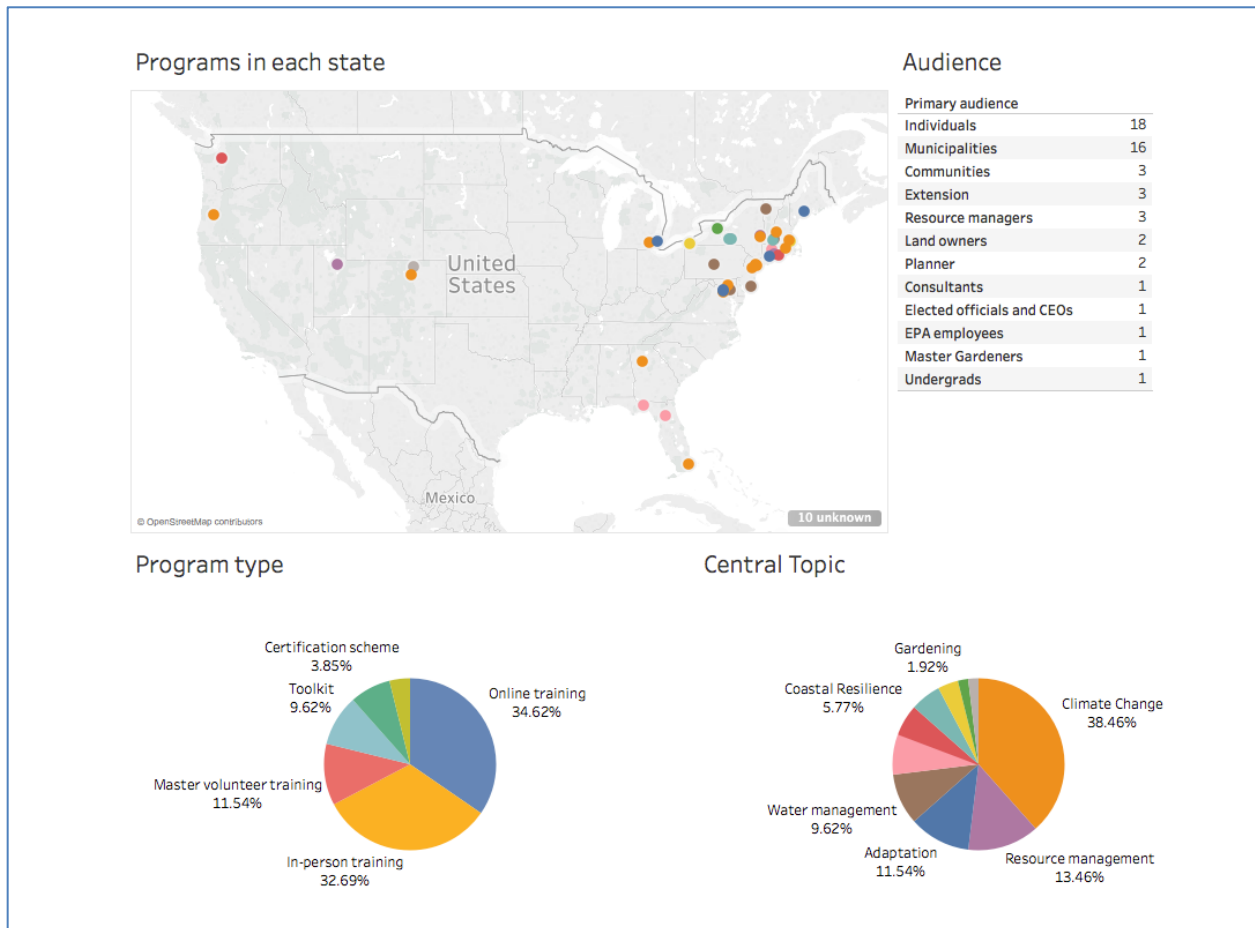 Programs in each state
United
States
Mexico
© OpenStreetMap contributors
10 unknown
Audience
Primary audience
Individuals 18
Municipalities 16
Communities 3
Extension 3
Resource managers 3
Land owners 2
Planner 2
Consultants 1
Elected officials and CEOs 1
EPA employees 1
Master Gardeners 1
Undergrads 1
Program type
Certification scheme
3.85%
Toolkit
9.62%
Online training
34.62%
Master volunteer training
11.54%
In-person training
32.69%
Central Topic
Gardening
1.92%
Coastal Resilience
5.77%
Climate Change
38.46%
Water management
9.62%
Adaptation
11.54%
Resource management
13.46%